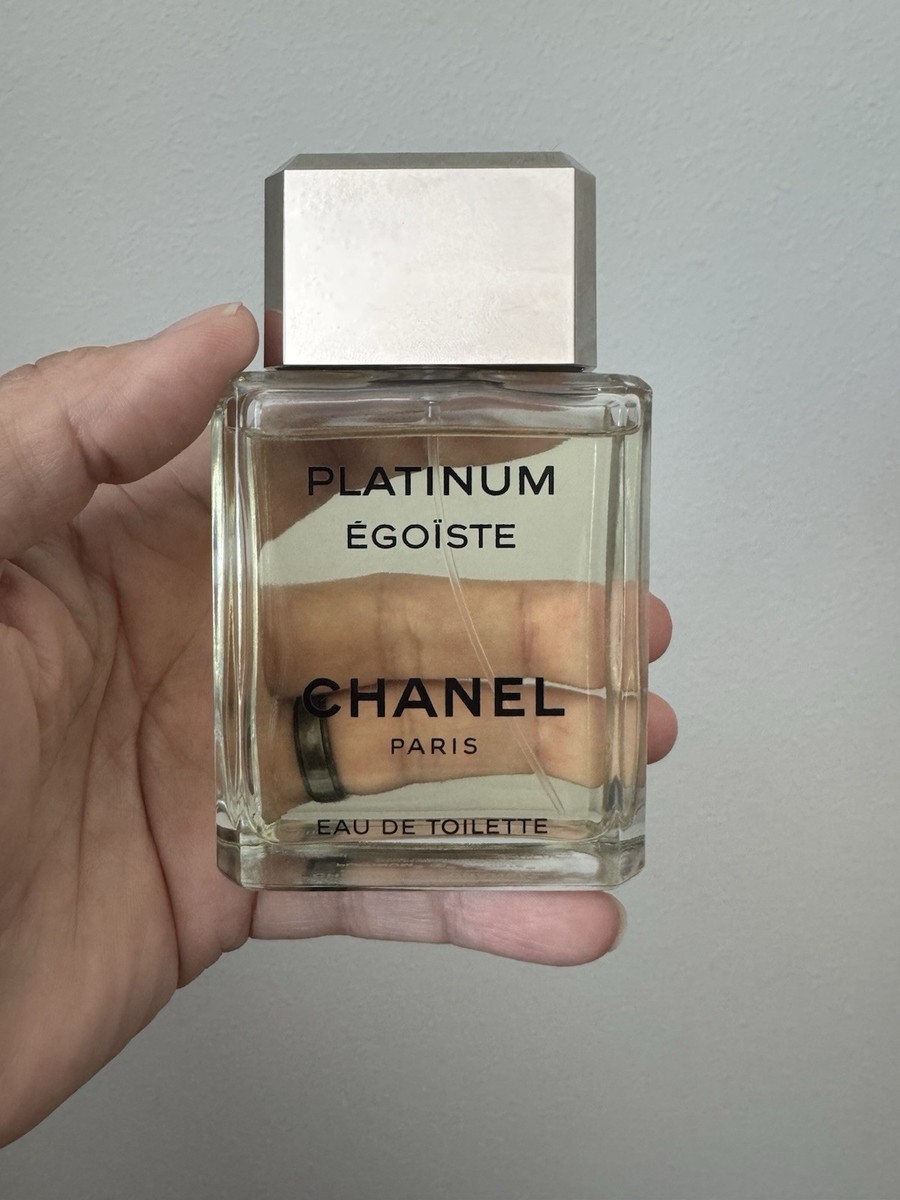 PLATINUM
ÉGOÏSTE
CHANEL
PARIS
EAU DE TOILETTE